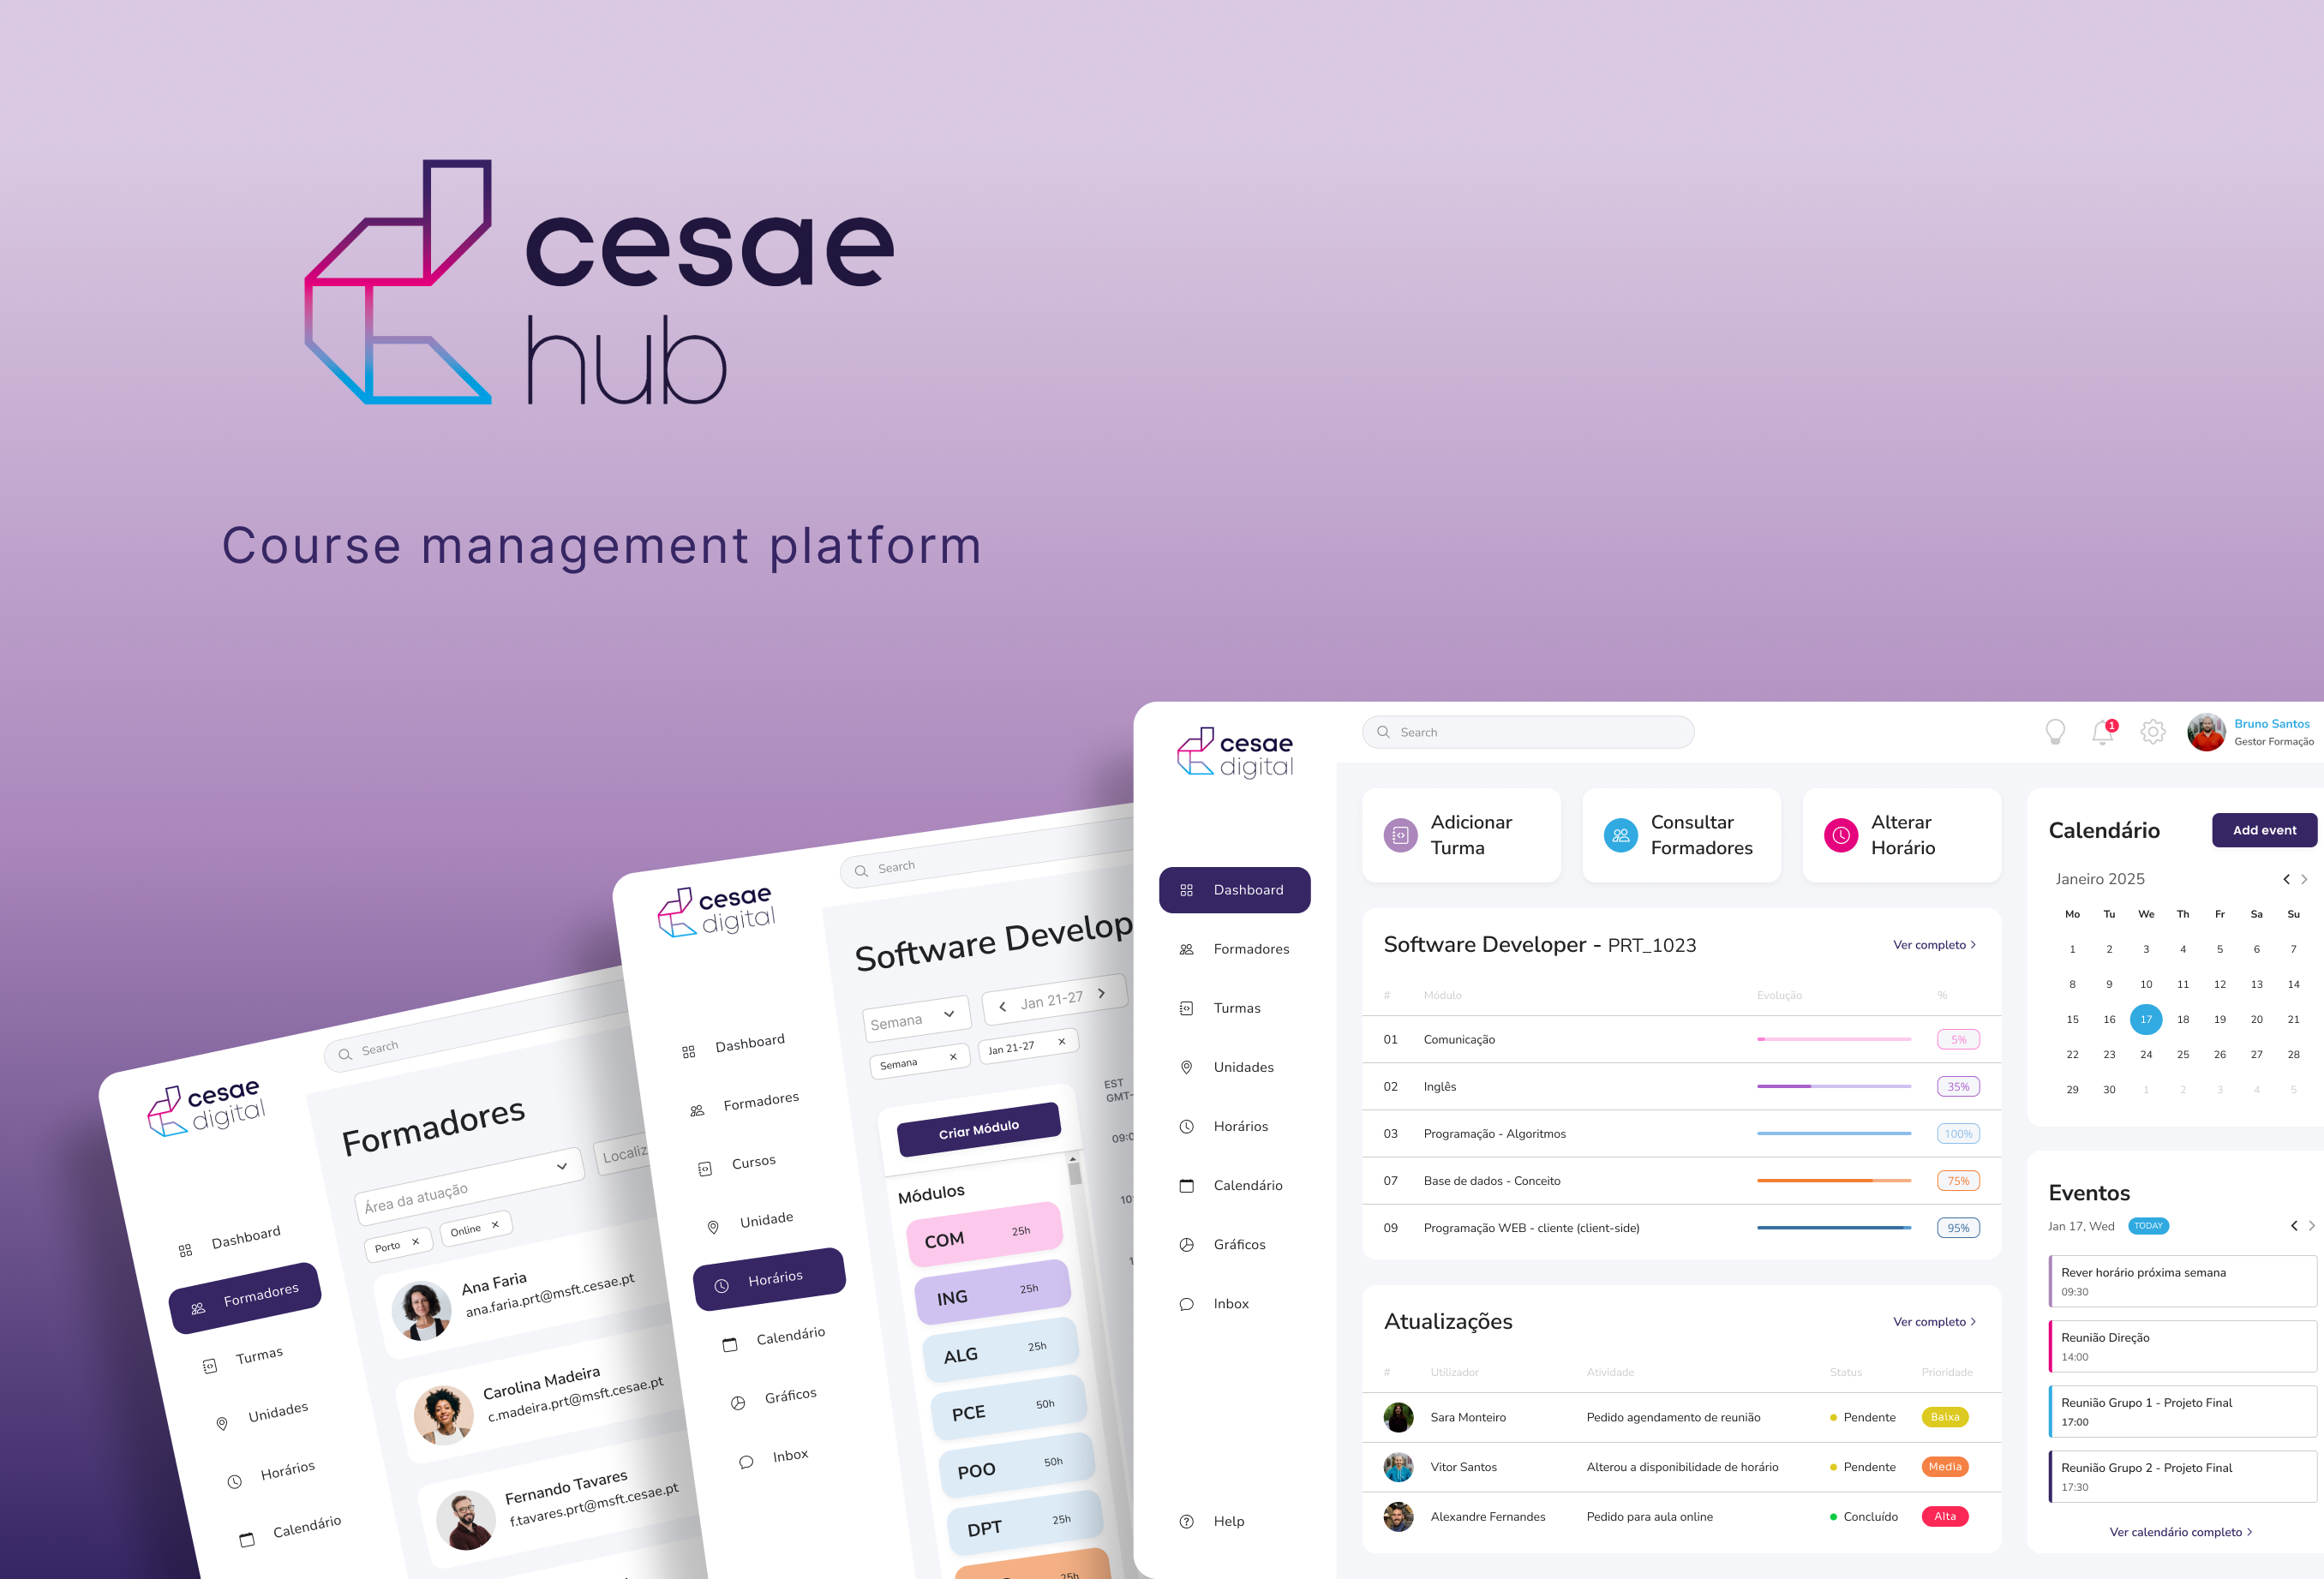 cesae
hub
Course management platform
cesae
digital
Search
Formadores
Área da atuação
Localiz
Porto ×
Online ×
Dashboard
Formadores
Turmas
Unidades
Horários
Calendário
Ana Faria
ana.faria.prt@msft.cesae.pt
Carolina Madeira
c.madeira.prt@msft.cesae.pt
Fernando Tavares
f.tavares.prt@msft.cesae.pt
cesae
digital
Search
Software Develop
Semana
Jan 21-27
Semana ×
Jan 21-27 ×
Dashboard
Formadores
Cursos
Unidade
Horários
Calendário
Gráficos
Inbox
Criar Módulo
Módulos
COM 25h
ING 25h
ALG 25h
PCE 50h
POO 50h
DPT 25h
25h
EST
GMT-
09:0
10:
cesae
digital
Search
1
Bruno Santos
Gestor Formação
Dashboard
Formadores
Turmas
Unidades
Horários
Calendário
Gráficos
Inbox
Help
Adicionar
Turma
Consultar
Formadores
Alterar
Horário
Software Developer - PRT_1023
Ver completo
# Módulo Evolução %
01 Comunicação 5%
02 Inglês 35%
03 Programação - Algoritmos 100%
07 Base de dados - Conceito 75%
09 Programação WEB - cliente (client-side) 95%
Atualizações
Ver completo
# Utilizador Atividade Status Prioridade
Sara Monteiro Pedido agendamento de reunião Pendente Baixa
Vitor Santos Alterou a disponibilidade de horário Pendente Media
Alexandre Fernandes Pedido para aula online Concluído Alta
Calendário
Add event
Janeiro 2025
Mo Tu We Th Fr Sa Su
1 2 3 4 5 6 7
8 9 10 11 12 13 14
15 16 17 18 19 20 21
22 23 24 25 26 27 28
29 30 1 2 3 4 5
Eventos
Jan 17, Wed TODAY
Rever horário próxima semana
09:30
Reunião Direção
14:00
Reunião Grupo 1 - Projeto Final
17:00
Reunião Grupo 2 - Projeto Final
17:30
Ver calendário completo